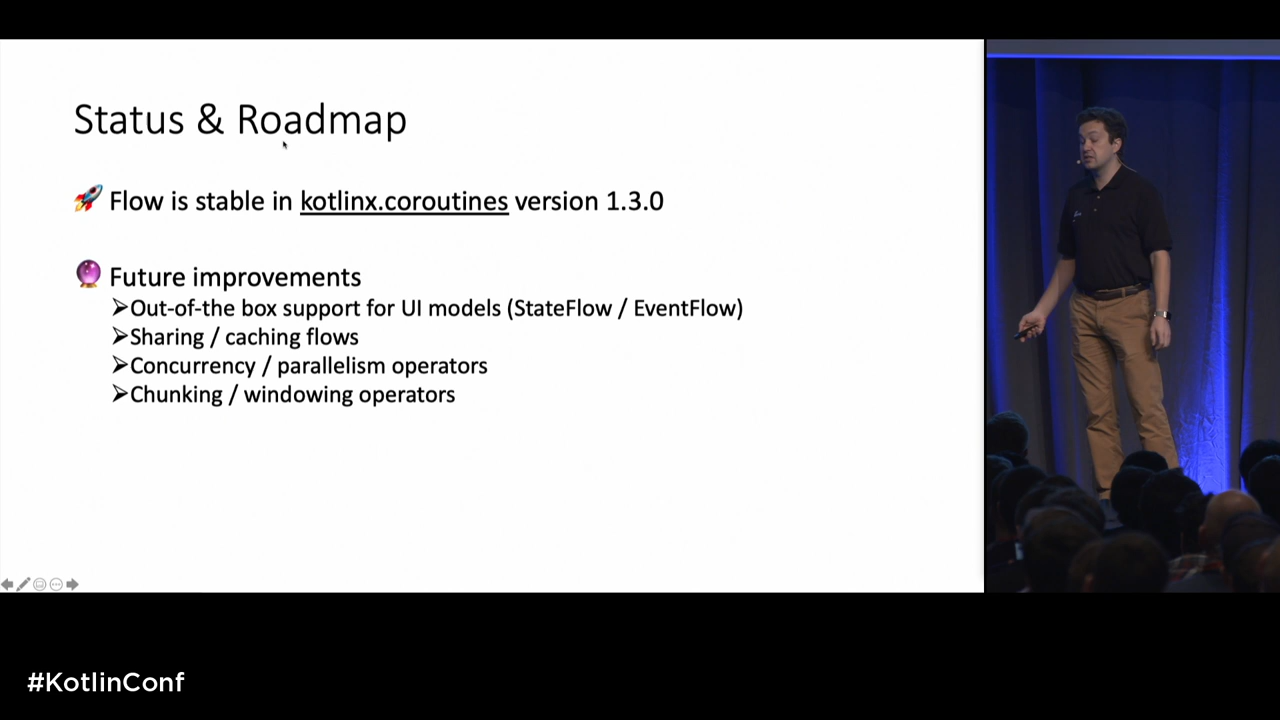 Status & Roadmap
🚀 Flow is stable in kotlinx.coroutines version 1.3.0
🔮 Future improvements
➢Out-of-the box support for UI models (StateFlow / EventFlow)
➢Sharing / caching flows
➢Concurrency / parallelism operators
➢Chunking / windowing operators
#KotlinConf